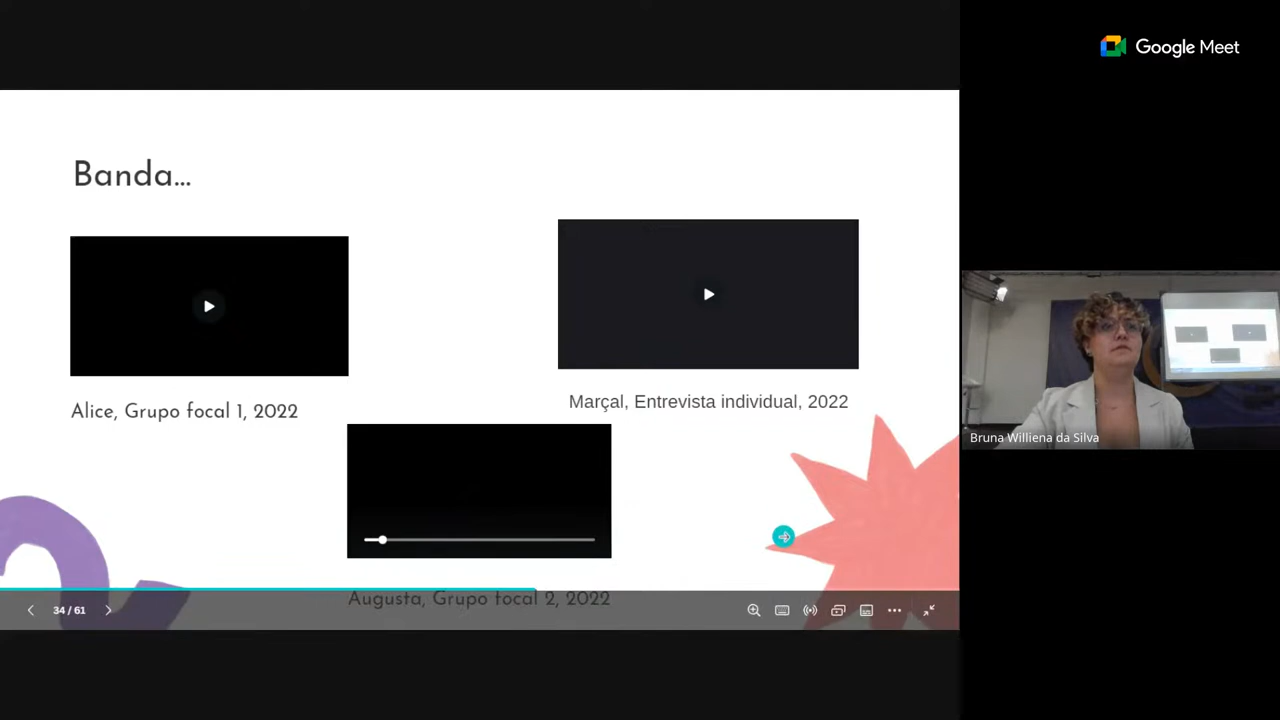 Google Meet
Banda...
Alice, Grupo focal 1, 2022
Marçal, Entrevista individual, 2022
Augusta, Grupo focal 2, 2022
34 / 61
Bruna Williena da Silva